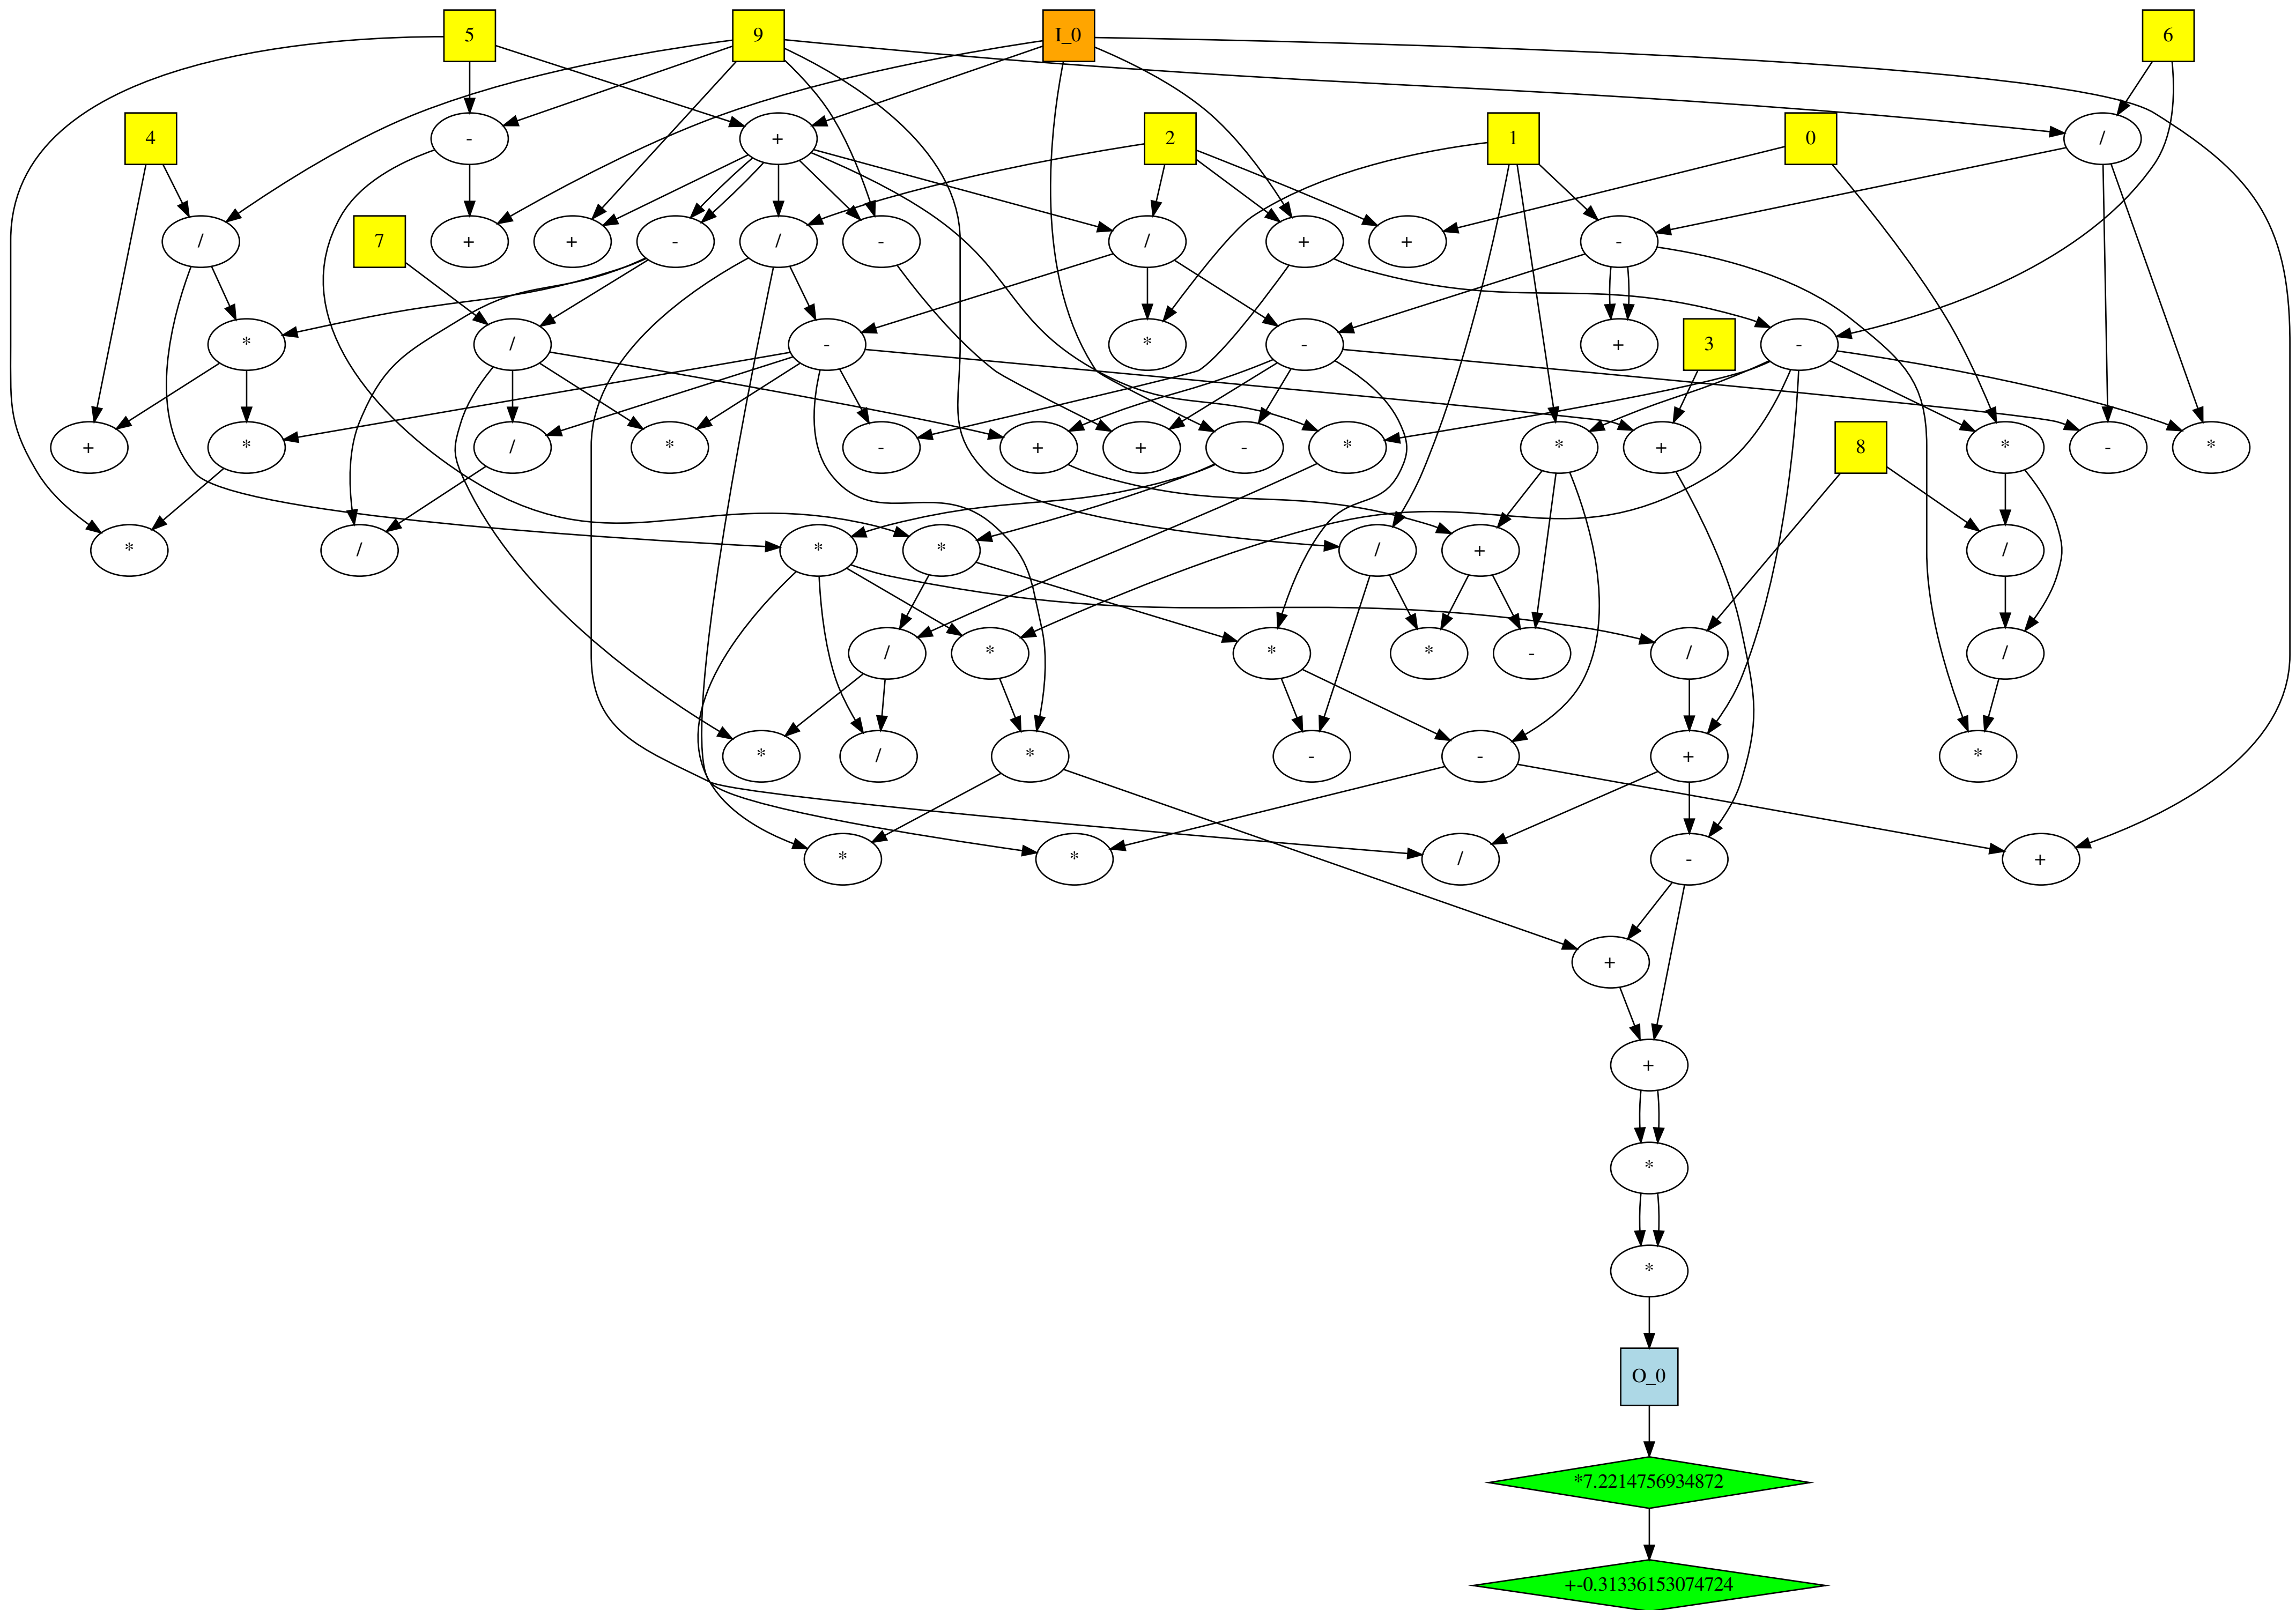 5 9 I_0 6
4 - + 2 1 0 /
/ 7 + + - / - / + + -
* / - * - + 3 -
+ * / * - + + - * * + 8 * - *
* / * * / + /
/ * * * - / /
* / * - - + *
* * / - +
+
+
*
*
O_0
*7.2214756934872
+-0.31336153074724